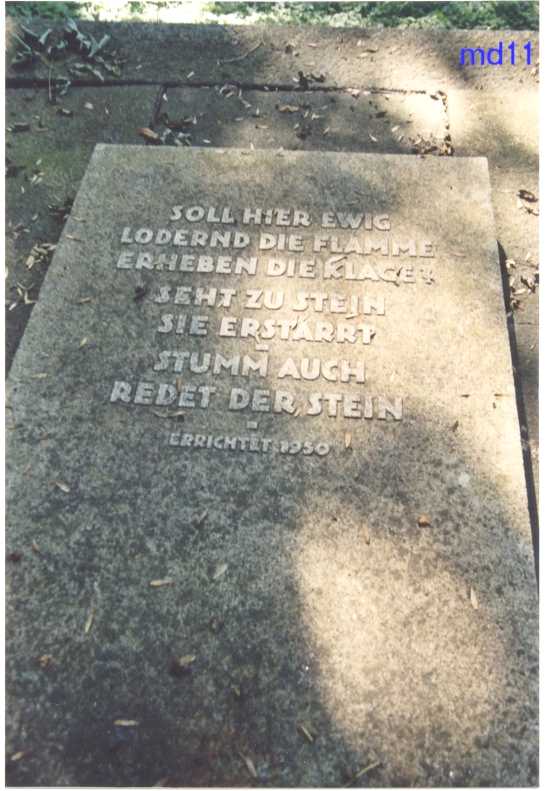 md11
SOLL HIER EWIG
LODERND DIE FLAMME
ERHEBEN DIE KLAGE?
SEHT ZU STEIN
SIE ERSTARRT
-
STUMM AUCH
REDET DER STEIN
-
ERRICHTET 1950